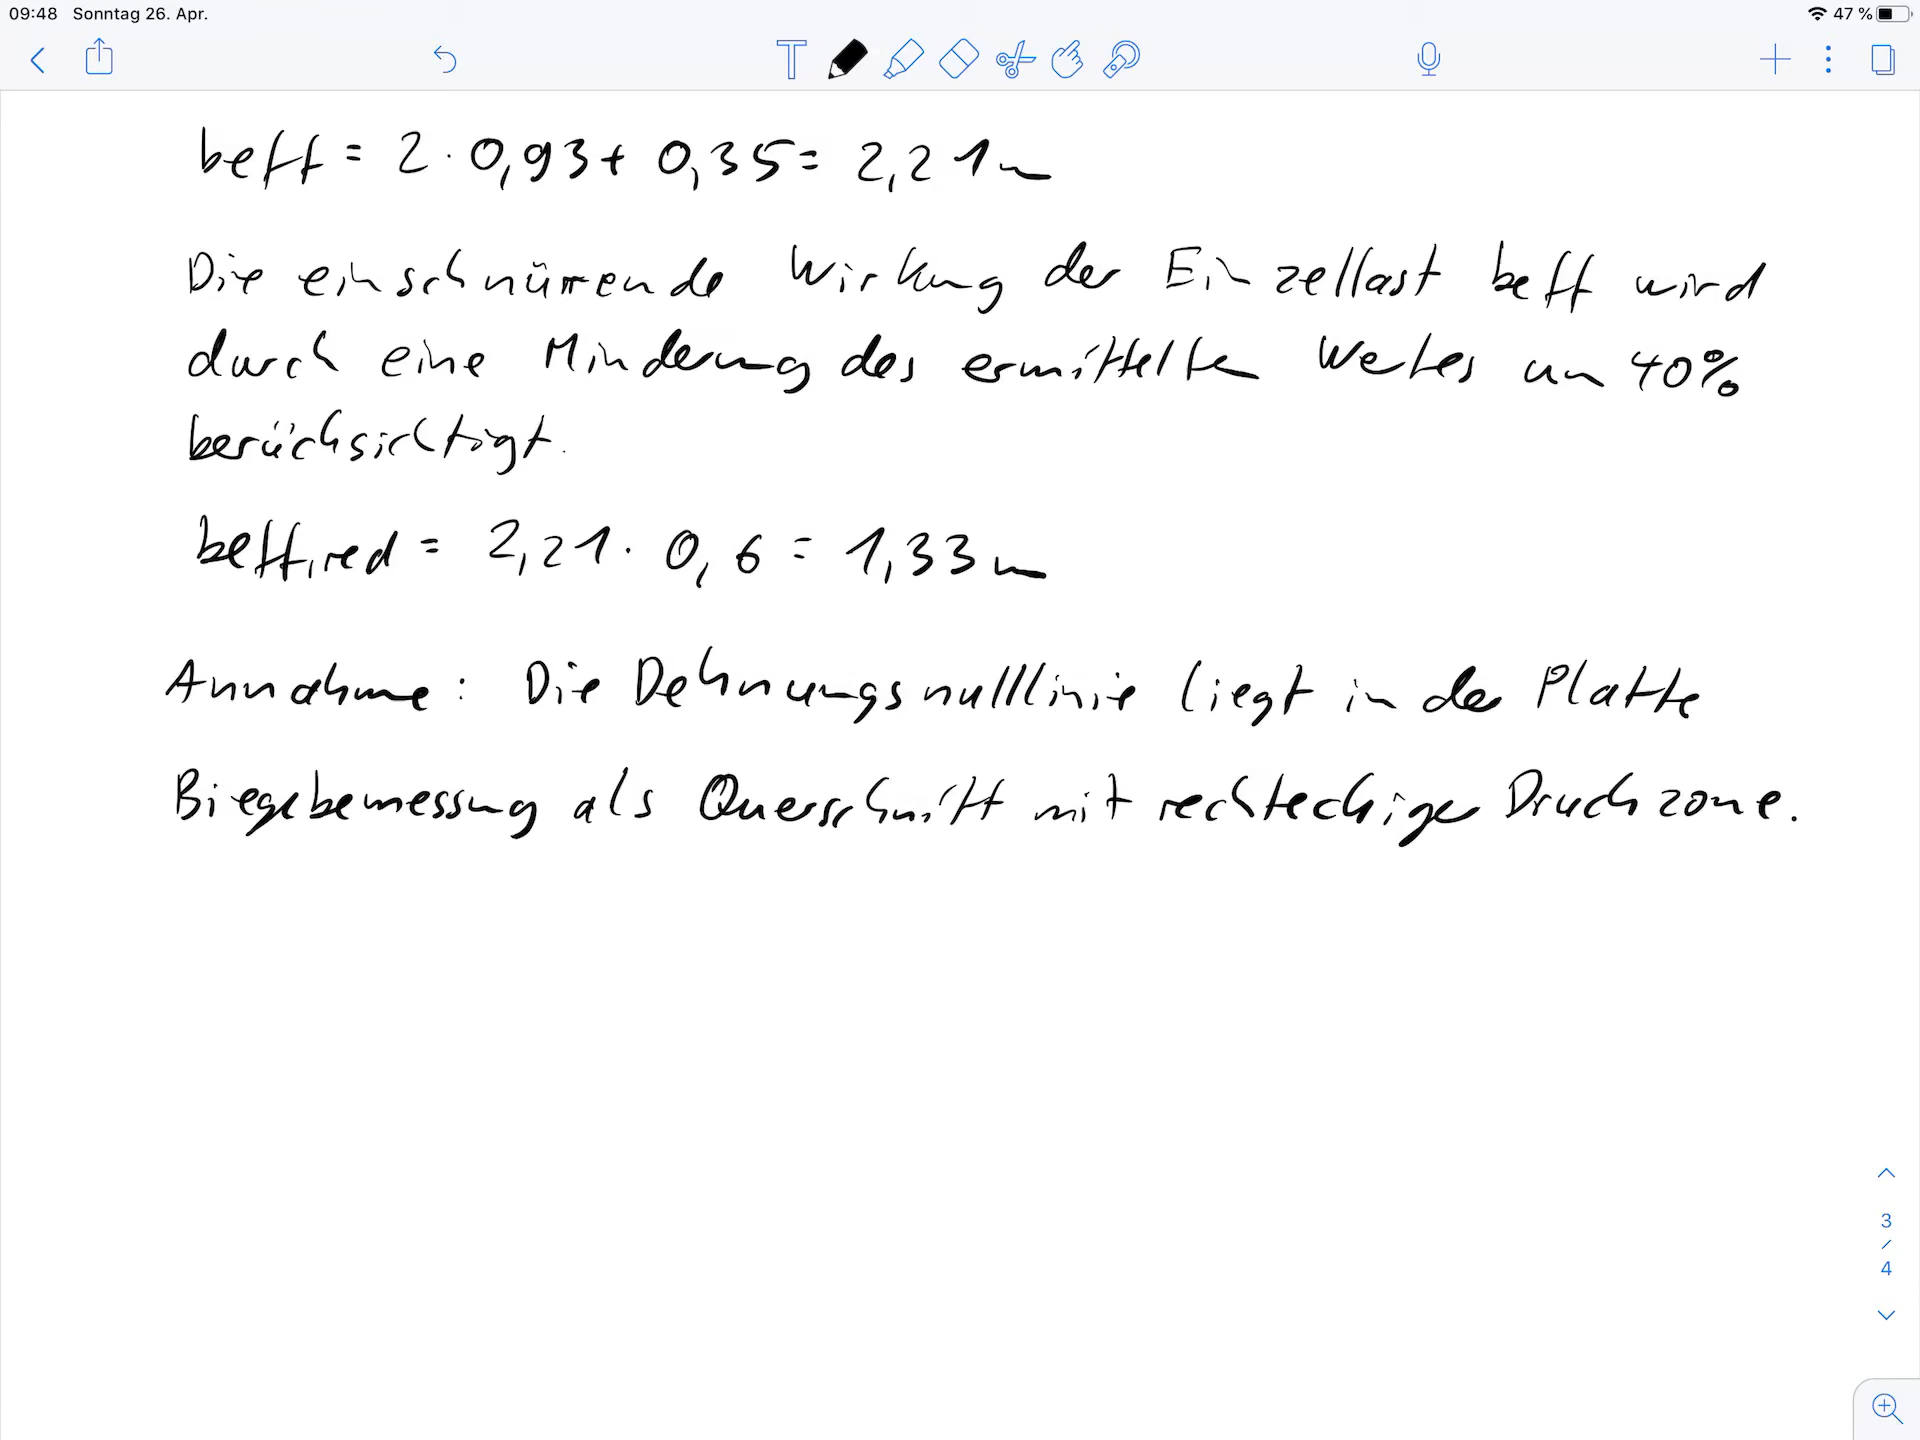 09:48 Sonntag 26. Apr.
47 %
beff = 2 · 0,93 + 0,35 = 2,21 m
Die einschnürrende Wirkung der Einzellast beff wird
durch eine Minderung des ermittelten Wertes um 40%
berücksichtigt.
beff,red = 2,21 · 0,6 = 1,33 m
Annahme: Die Dehnungsnulllinie liegt in der Platte
Biegebemessung als Querschnitt mit rechteckiger Druckzone.
3
/
4